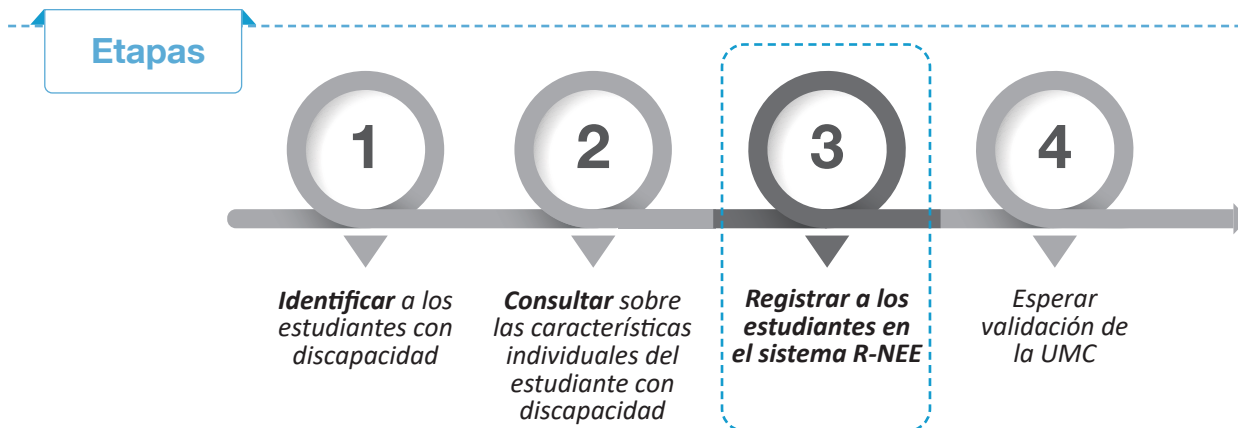 Etapas
1
2
3
4
Identificar a los
estudiantes con
discapacidad
Consultar sobre
las características
individuales del
estudiante con
discapacidad
Registrar a los
estudiantes en
el sistema R-NEE
Esperar
validación de
la UMC